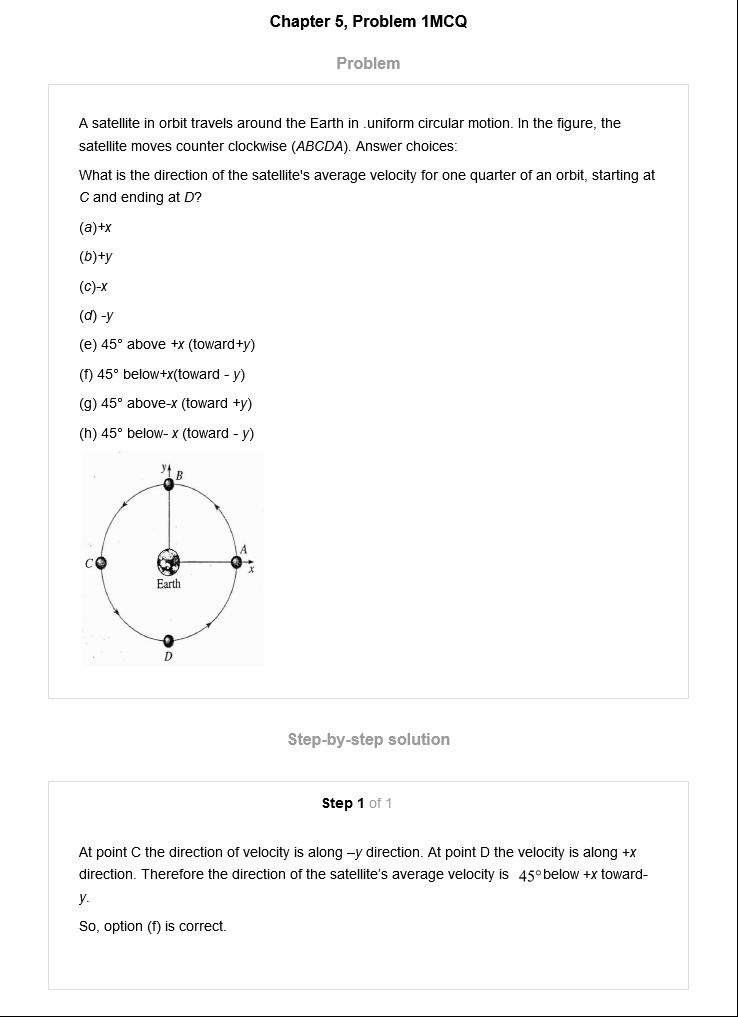 Chapter 5, Problem 1MCQ
Problem
A satellite in orbit travels around the Earth in .uniform circular motion. In the figure, the
satellite moves counter clockwise (ABCDA). Answer choices:
What is the direction of the satellite's average velocity for one quarter of an orbit, starting at
C and ending at D?
(a)+x
(b)+y
(c)-x
(d) -y
(e) 45° above +x (toward+y)
(f) 45° below+x(toward - y)
(g) 45° above-x (toward +y)
(h) 45° below- x (toward - y)
y
B
A
C
x
Earth
D
Step-by-step solution
Step 1 of 1
At point C the direction of velocity is along –y direction. At point D the velocity is along +x
direction. Therefore the direction of the satellite's average velocity is 45° below +x toward-
y.
So, option (f) is correct.